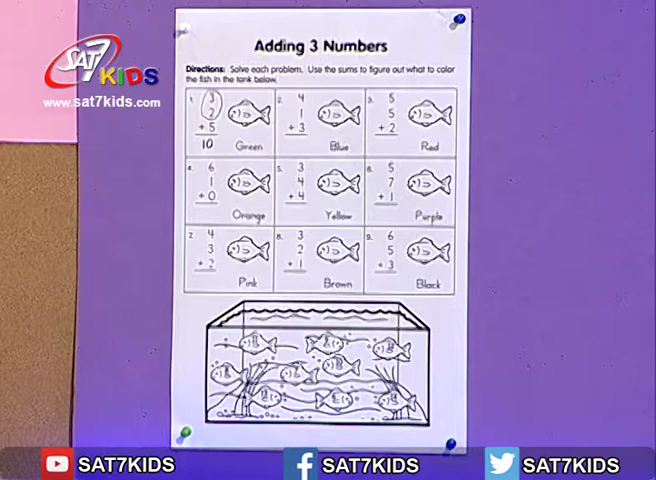 SAT7
KIDS
www.sat7kids.com
Adding 3 Numbers
Directions: Solve each problem. Use the sums to figure out what to color
the fish in the tank below.
1. 3
2
+ 5
10
Green
2. 4
1
+ 3
Blue
3. 5
5
+ 2
Red
4. 6
1
+ 0
Orange
5. 3
4
+ 4
Yellow
6. 5
7
+ 1
Purple
7. 4
3
+ 2
Pink
8. 3
2
+ 1
Brown
9. 6
5
+ 3
Black
SAT7KIDS
SAT7KIDS
SAT7KIDS